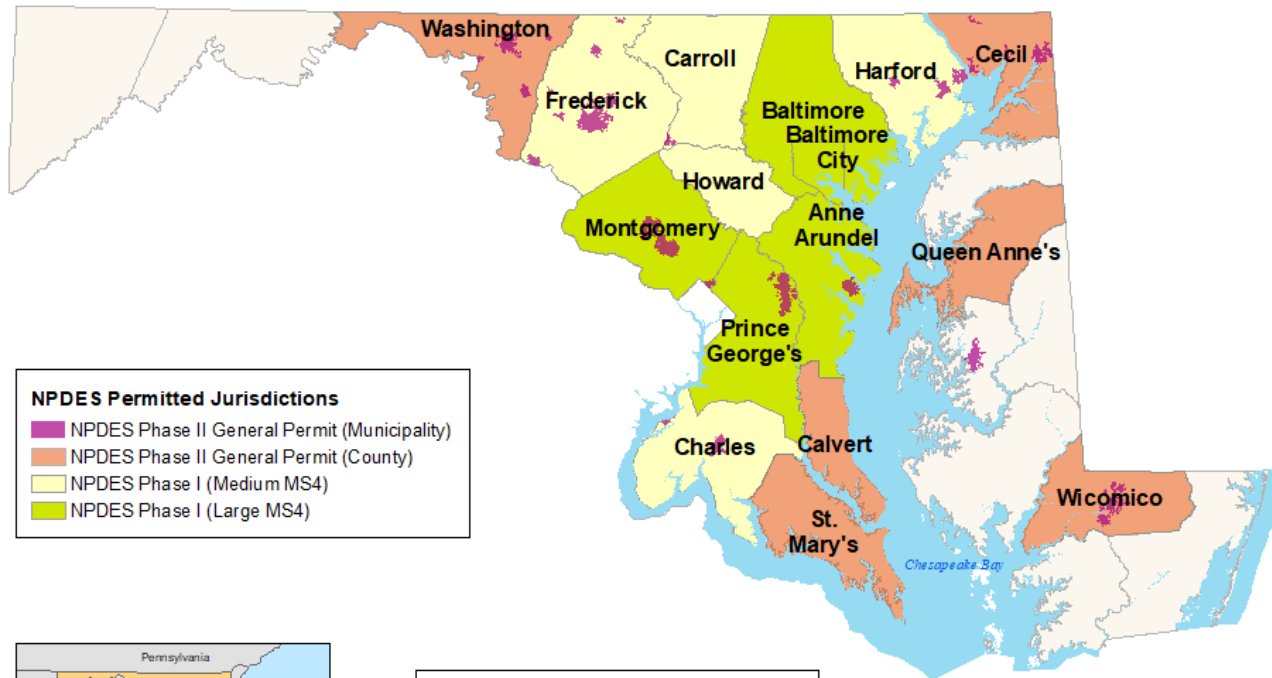 Washington
Carroll
Harford
Cecil
Frederick
Baltimore
Baltimore
City
Howard
Montgomery
Anne
Arundel
Queen Anne's
Prince
George's
Charles
Calvert
St.
Mary's
Wicomico
Chesapeake Bay
NPDES Permitted Jurisdictions
NPDES Phase II General Permit (Municipality)
NPDES Phase II General Permit (County)
NPDES Phase I (Medium MS4)
NPDES Phase I (Large MS4)
Pennsylvania